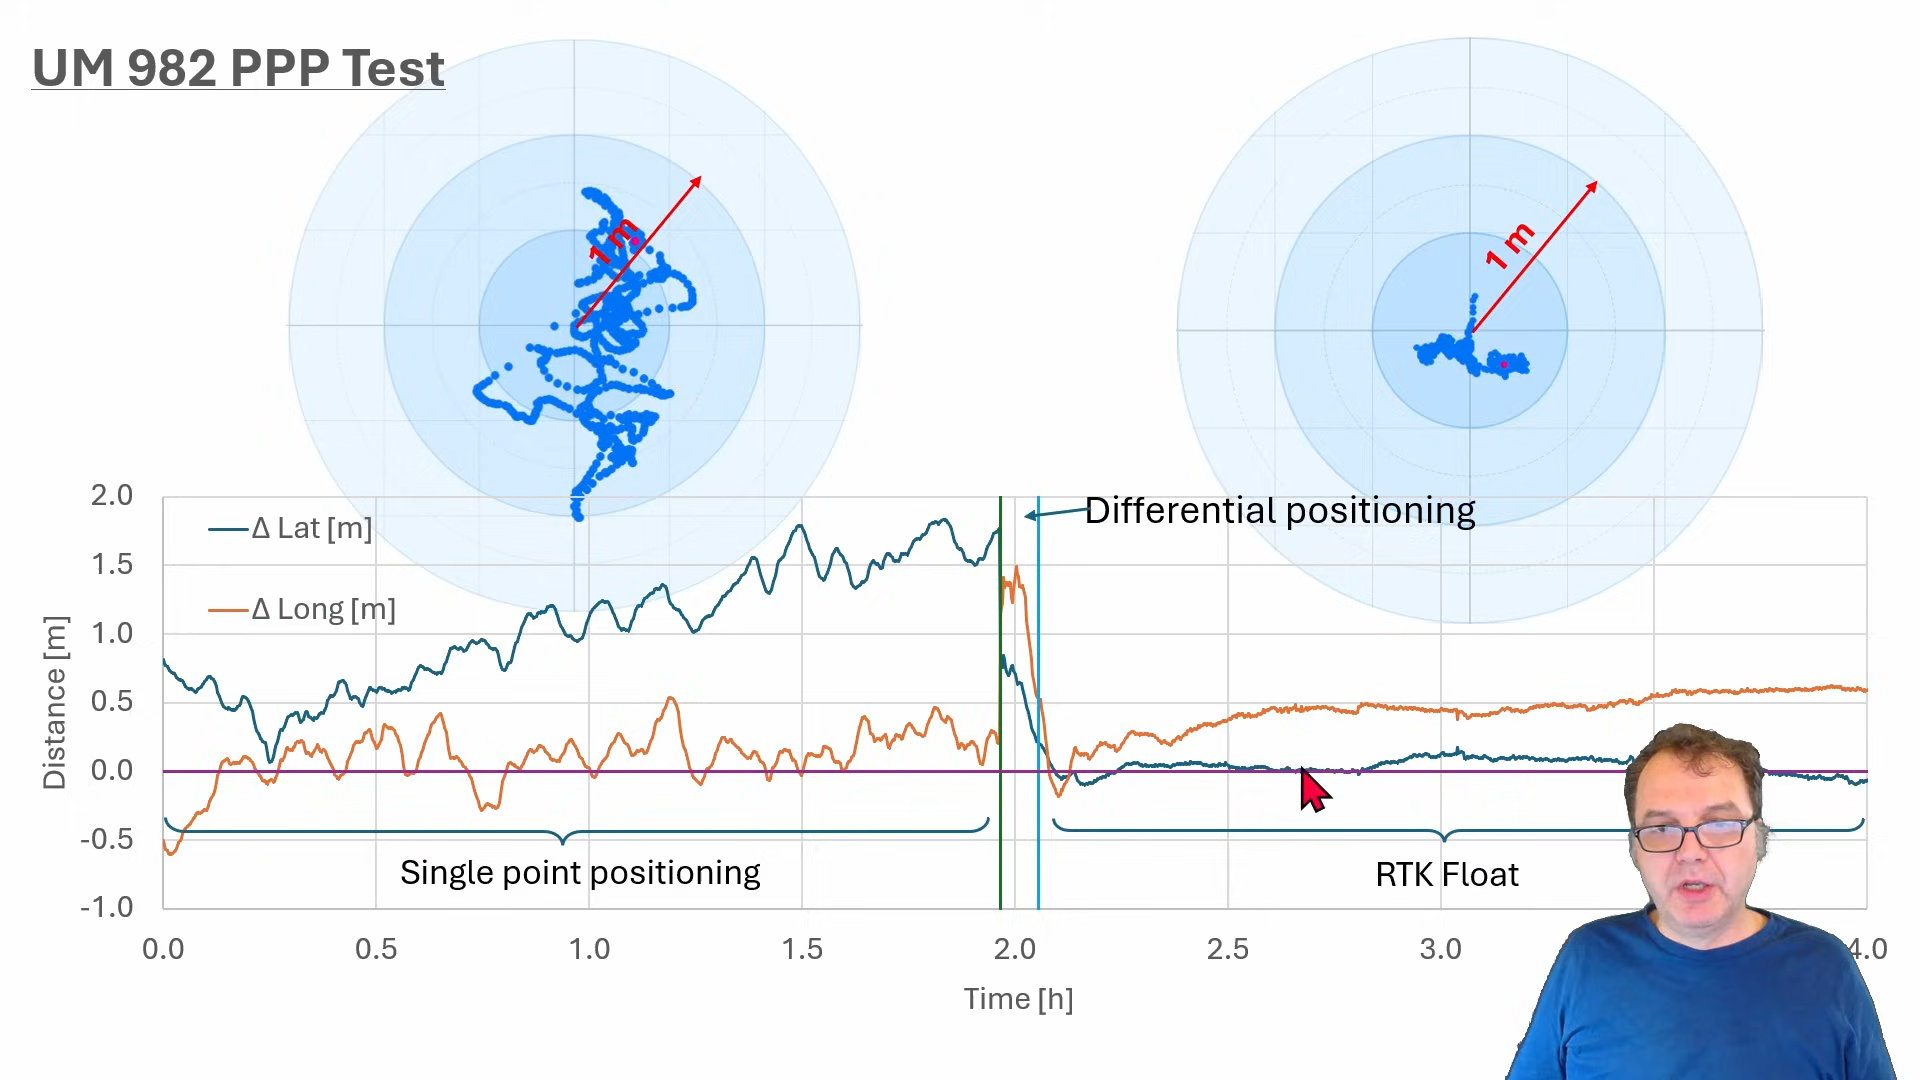 UM 982 PPP Test
1 m
1 m
2.0
1.5
1.0
0.5
0.0
-0.5
-1.0
Distance [m]
Δ Lat [m]
Δ Long [m]
Differential positioning
Single point positioning
RTK Float
0.0
0.5
1.0
1.5
2.0
2.5
3.0
4.0
Time [h]